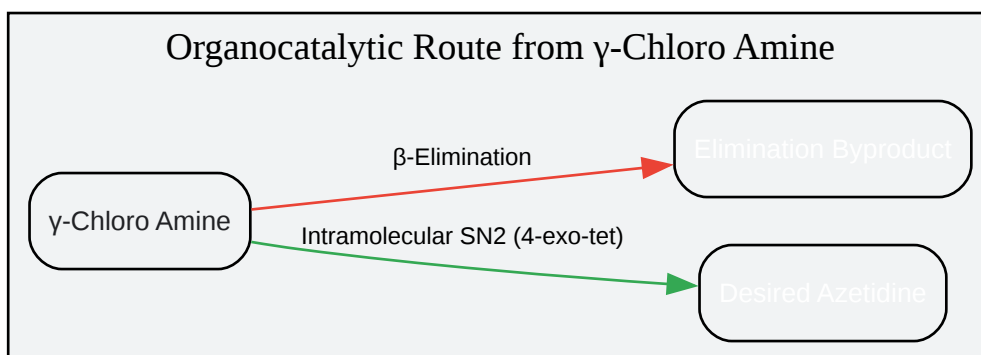 Organocatalytic Route from γ-Chloro Amine
β-Elimination
Elimination Byproduct
γ-Chloro Amine
Intramolecular SN2 (4-exo-tet)
Desired Azetidine